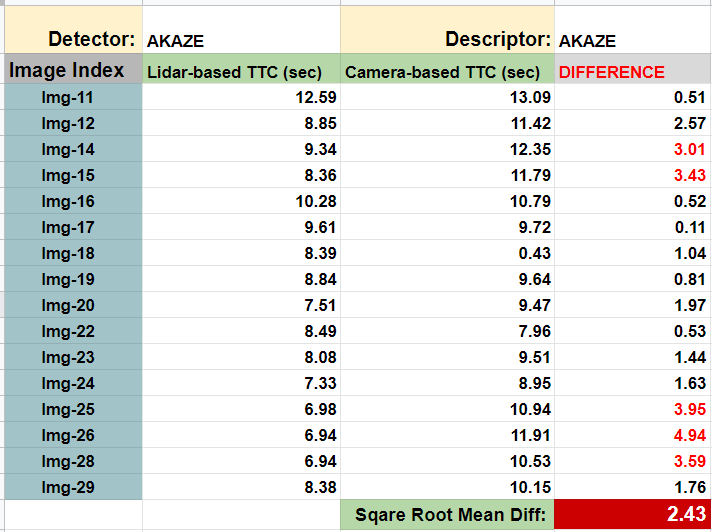 Detector: AKAZE Descriptor: AKAZE
Image Index Lidar-based TTC (sec) Camera-based TTC (sec) DIFFERENCE
Img-11 12.59 13.09 0.51
Img-12 8.85 11.42 2.57
Img-14 9.34 12.35 3.01
Img-15 8.36 11.79 3.43
Img-16 10.28 10.79 0.52
Img-17 9.61 9.72 0.11
Img-18 8.39 0.43 1.04
Img-19 8.84 9.64 0.81
Img-20 7.51 9.47 1.97
Img-22 8.49 7.96 0.53
Img-23 8.08 9.51 1.44
Img-24 7.33 8.95 1.63
Img-25 6.98 10.94 3.95
Img-26 6.94 11.91 4.94
Img-28 6.94 10.53 3.59
Img-29 8.38 10.15 1.76
Sqare Root Mean Diff: 2.43